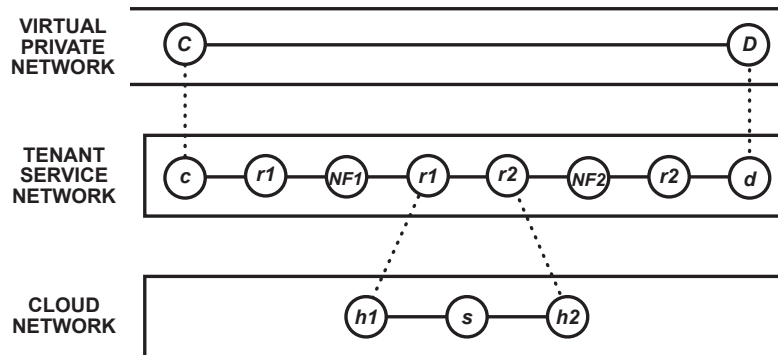 VIRTUAL
PRIVATE
NETWORK
C D
TENANT
SERVICE
NETWORK
c r1 NF1 r1 r2 NF2 r2 d
CLOUD
NETWORK
h1 s h2